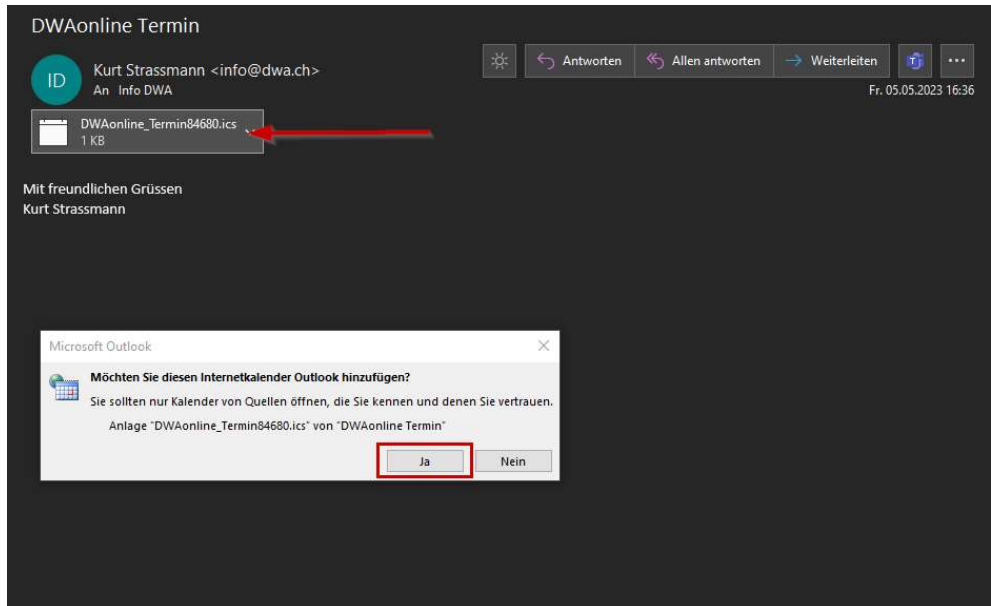 DWAonline Termin
ID
Kurt Strassmann <info@dwa.ch>
An Info DWA
Antworten
Allen antworten
Weiterleiten
Fr. 05.05.2023 16:36
DWAonline_Termin84680.ics
1 KB
Mit freundlichen Grüssen
Kurt Strassmann
Microsoft Outlook
Möchten Sie diesen Internetkalender Outlook hinzufügen?
Sie sollten nur Kalender von Quellen öffnen, die Sie kennen und denen Sie vertrauen.
Anlage "DWAonline_Termin84680.ics" von "DWAonline Termin"
Ja
Nein